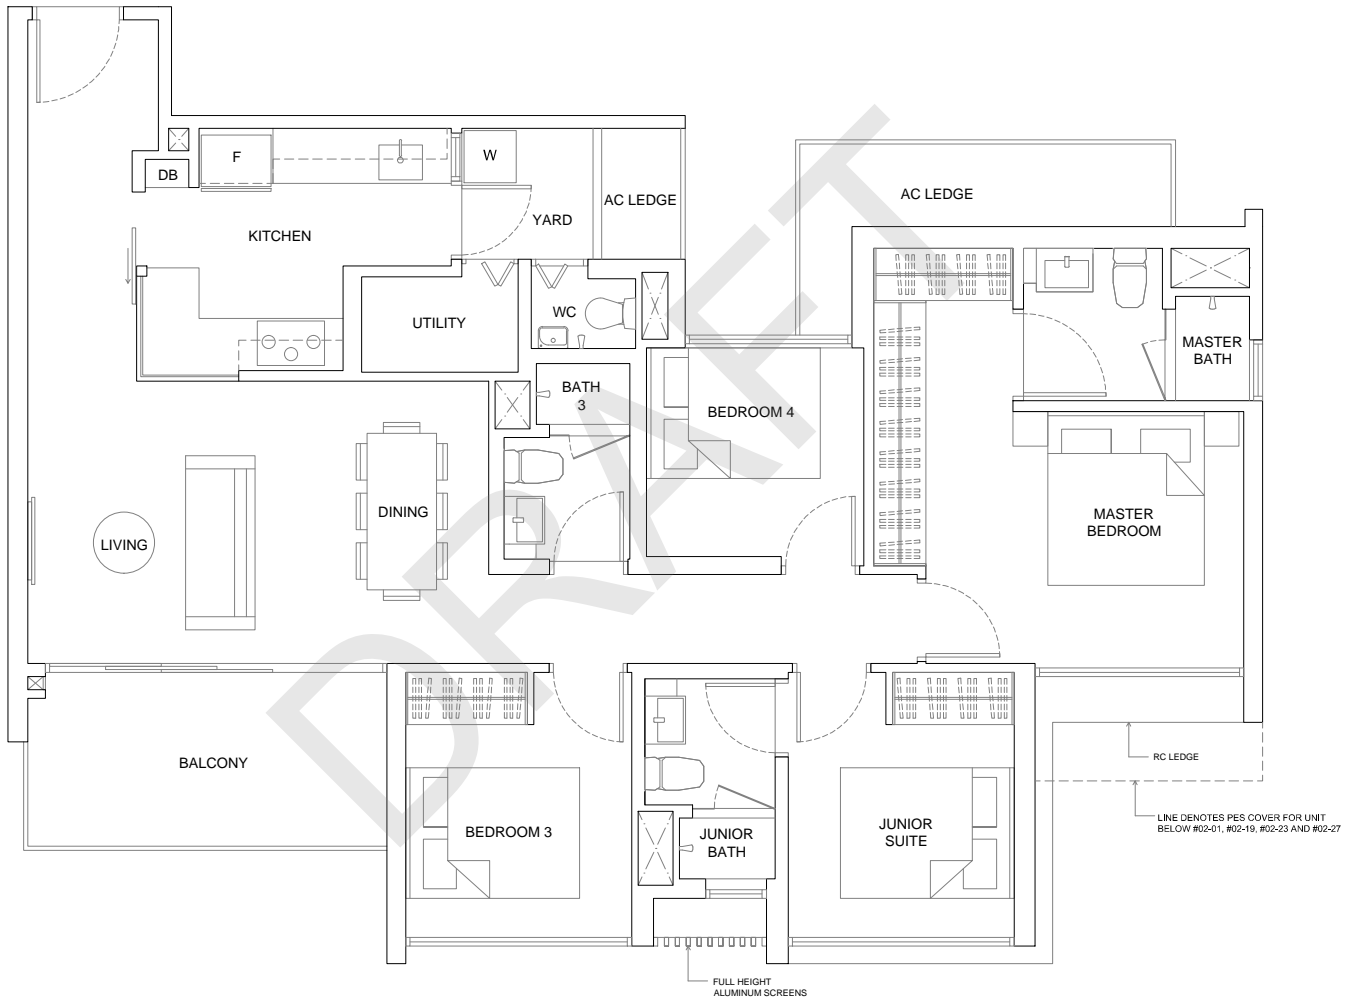 F
W
DB
AC LEDGE
AC LEDGE
YARD
KITCHEN
UTILITY
WC
MASTER
BATH
BATH
3
BEDROOM 4
DINING
MASTER
BEDROOM
LIVING
DRAFT
BALCONY
RC LEDGE
LINE DENOTES PES COVER FOR UNIT
BELOW #02-01, #02-19, #02-23 AND #02-27
BEDROOM 3
JUNIOR
BATH
JUNIOR
SUITE
FULL HEIGHT
ALUMINUM SCREENS